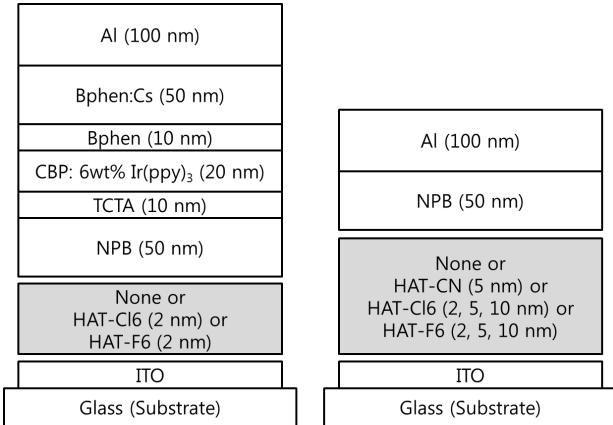 Al (100 nm)
Bphen:Cs (50 nm)
Bphen (10 nm)
CBP: 6wt% Ir(ppy)₃ (20 nm)
TCTA (10 nm)
NPB (50 nm)
None or
HAT-Cl6 (2 nm) or
HAT-F6 (2 nm)
ITO
Glass (Substrate)
Al (100 nm)
NPB (50 nm)
None or
HAT-CN (5 nm) or
HAT-Cl6 (2, 5, 10 nm) or
HAT-F6 (2, 5, 10 nm)
ITO
Glass (Substrate)